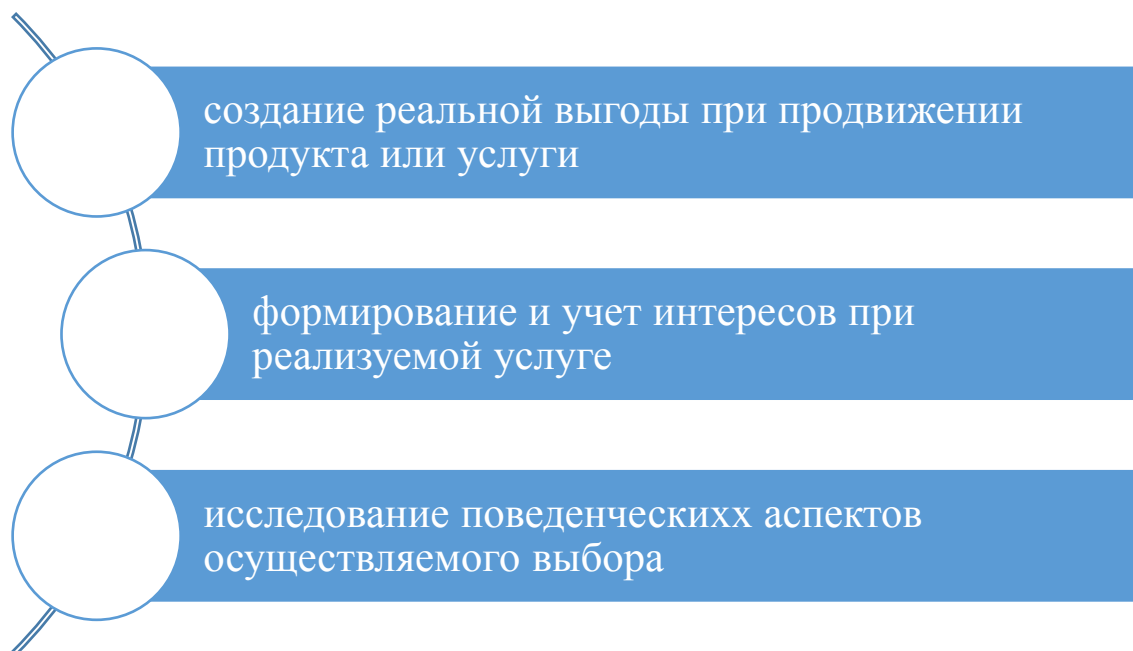 создание реальной выгоды при продвижении
продукта или услуги
формирование и учет интересов при
реализуемой услуге
исследование поведенческихх аспектов
осуществляемого выбора